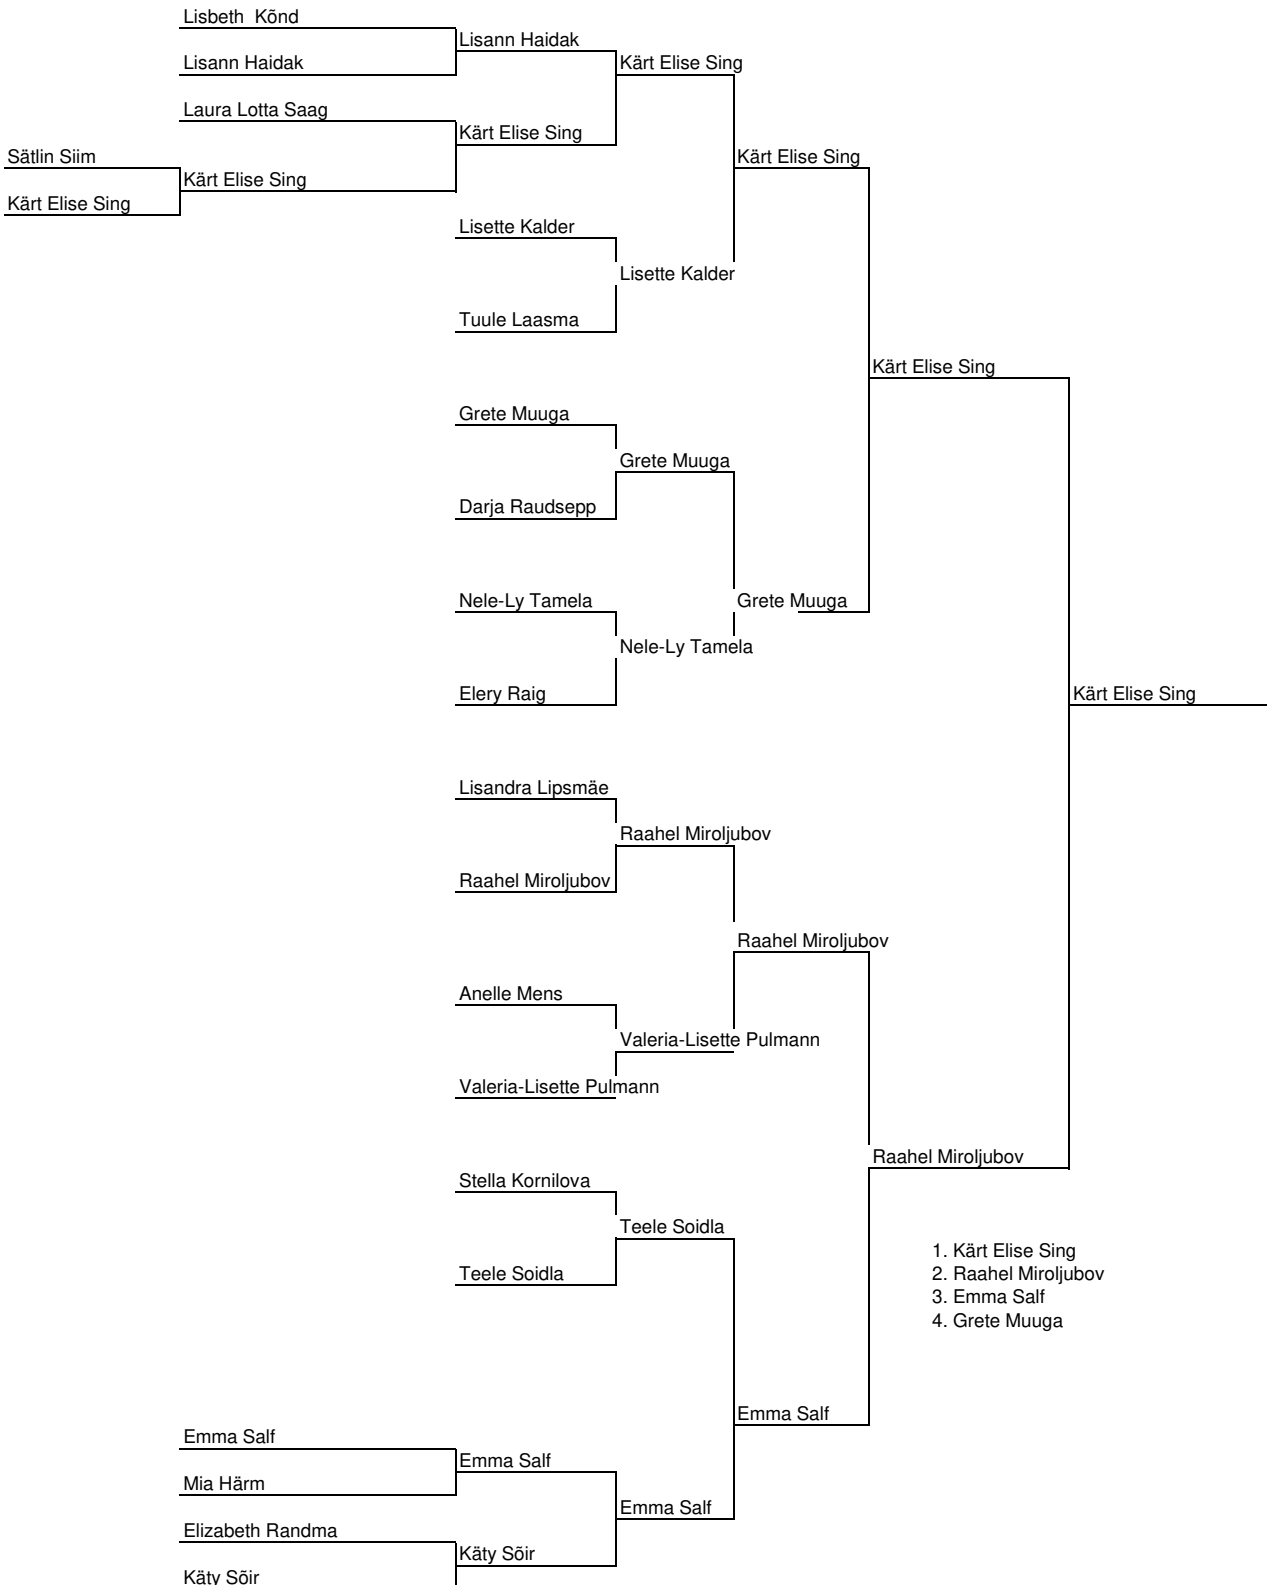 Lisbeth  Kõnd
Lisann Haidak
Lisann Haidak
Kärt Elise Sing
Laura Lotta Saag
Kärt Elise Sing
Sätlin Siim
Kärt Elise Sing
Kärt Elise Sing
Kärt Elise Sing
Lisette Kalder
Lisette Kalder
Tuule Laasma
Kärt Elise Sing
Grete Muuga
Grete Muuga
Darja Raudsepp
Nele-Ly Tamela
Grete Muuga
Nele-Ly Tamela
Elery Raig
Kärt Elise Sing
Lisandra Lipsmäe
Raahel Miroljubov
Raahel Miroljubov
Raahel Miroljubov
Anelle Mens
Valeria-Lisette Pulmann
Valeria-Lisette Pulmann
Raahel Miroljubov
Stella Kornilova
Teele Soidla
Teele Soidla
1. Kärt Elise Sing
2. Raahel Miroljubov
3. Emma Salf
4. Grete Muuga
Emma Salf
Emma Salf
Emma Salf
Mia Härm
Emma Salf
Elizabeth Randma
Käty Sõir
Käty Sõir